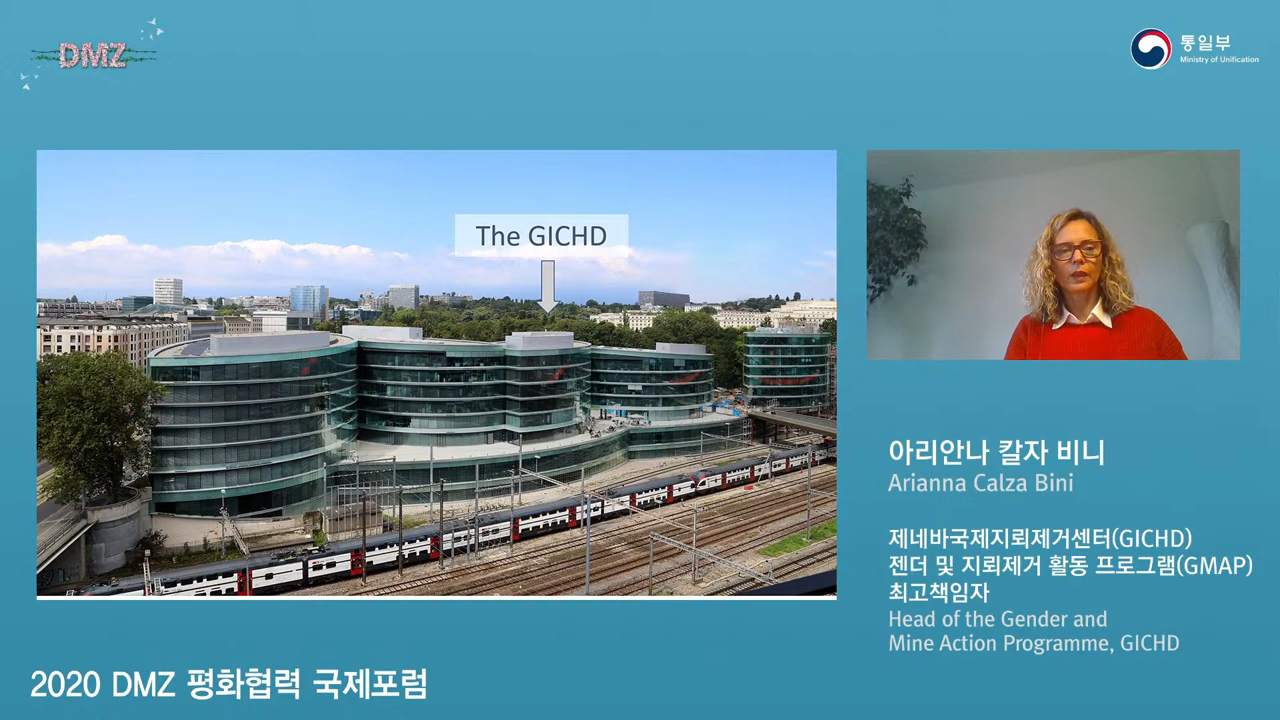 DMZ
통일부
Ministry of Unification
The GICHD
아리안나 칼자 비니
Arianna Calza Bini
제네바국제지뢰제거센터(GICHD)
젠더 및 지뢰제거 활동 프로그램(GMAP)
최고책임자
Head of the Gender and
Mine Action Programme, GICHD
2020 DMZ 평화협력 국제포럼